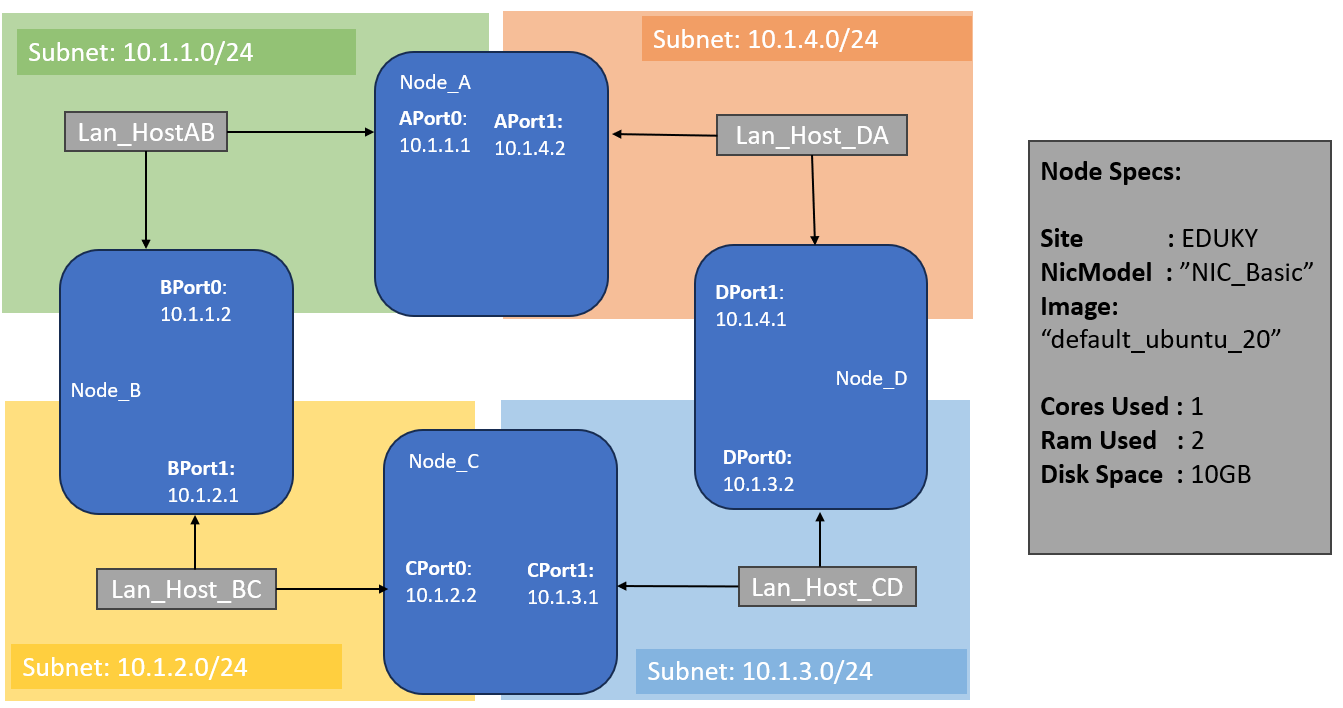 Subnet: 10.1.1.0/24
Subnet: 10.1.4.0/24
Node_A
APort0:
10.1.1.1
APort1:
10.1.4.2
Lan_HostAB
Lan_Host_DA
BPort0:
10.1.1.2
Node_B
BPort1:
10.1.2.1
DPort1:
10.1.4.1
Node_D
DPort0:
10.1.3.2
Node_C
CPort0:
10.1.2.2
CPort1:
10.1.3.1
Lan_Host_BC
Lan_Host_CD
Subnet: 10.1.2.0/24
Subnet: 10.1.3.0/24
Node Specs:
Site : EDUKY
NicModel : ”NIC_Basic”
Image:
“default_ubuntu_20”
Cores Used : 1
Ram Used : 2
Disk Space : 10GB